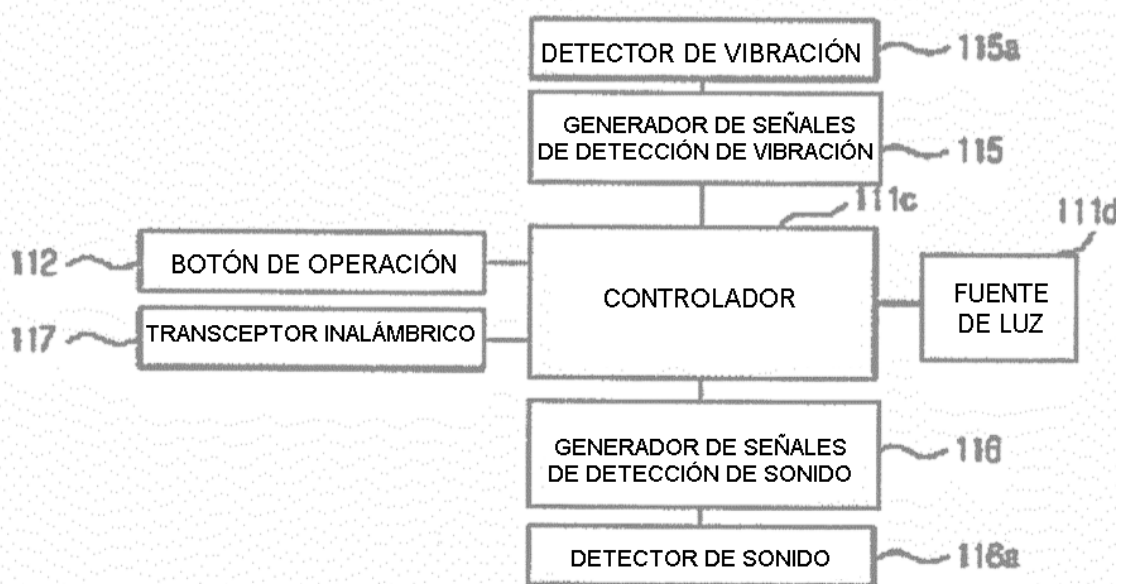 DETECTOR DE VIBRACIÓN
115a
GENERADOR DE SEÑALES
DE DETECCIÓN DE VIBRACIÓN
115
111c
111d
112
BOTÓN DE OPERACIÓN
CONTROLADOR
FUENTE
DE LUZ
117
TRANSCEPTOR INALÁMBRICO
GENERADOR DE SEÑALES
DE DETECCIÓN DE SONIDO
116
DETECTOR DE SONIDO
116a